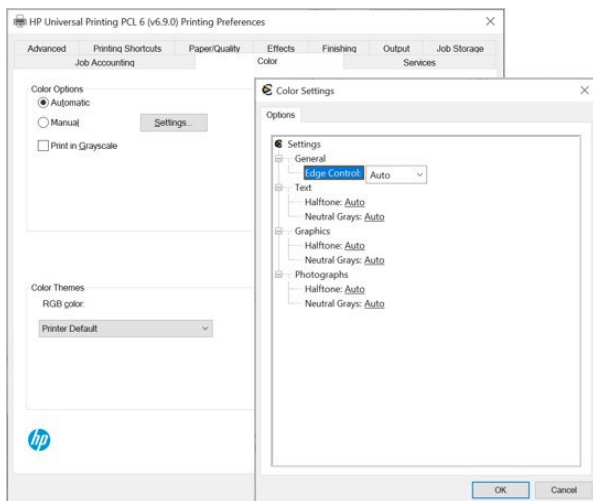 HP Universal Printing PCL 6 (v6.9.0) Printing Preferences
Advanced Printing Shortcuts Paper/Quality Effects Finishing Output Job Storage
Job Accounting Color Services
Color Options
Automatic
Manual Settings...
Print in Grayscale
Color Themes
RGB color:
Printer Default
hp
Color Settings
Options
Settings
General
Edge Control: Auto
Text
Halftone: Auto
Neutral Grays: Auto
Graphics
Halftone: Auto
Neutral Grays: Auto
Photographs
Halftone: Auto
Neutral Grays: Auto
OK Cancel